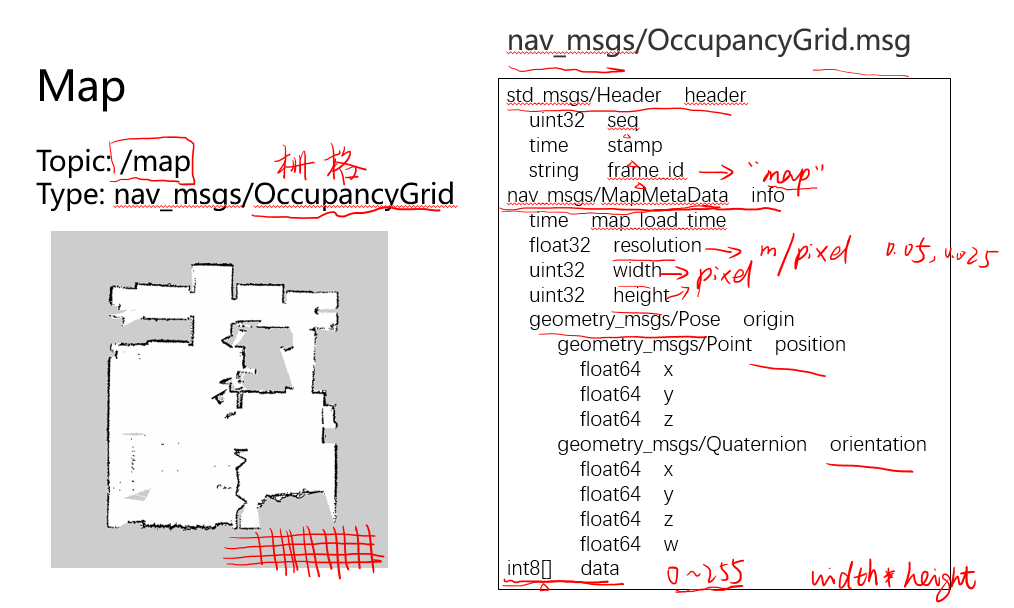 Map
Topic: /map
栅格
Type: nav_msgs/OccupancyGrid
nav_msgs/OccupancyGrid.msg
std_msgs/Header header
uint32 seq
time stamp
string frame_id "map"
nav_msgs/MapMetaData info
time map_load_time
float32 resolution m/pixel 0.05, 0.025
uint32 width pixel
uint32 height
geometry_msgs/Pose origin
geometry_msgs/Point position
float64 x
float64 y
float64 z
geometry_msgs/Quaternion orientation
float64 x
float64 y
float64 z
float64 w
int8[] data 0~255 width*height